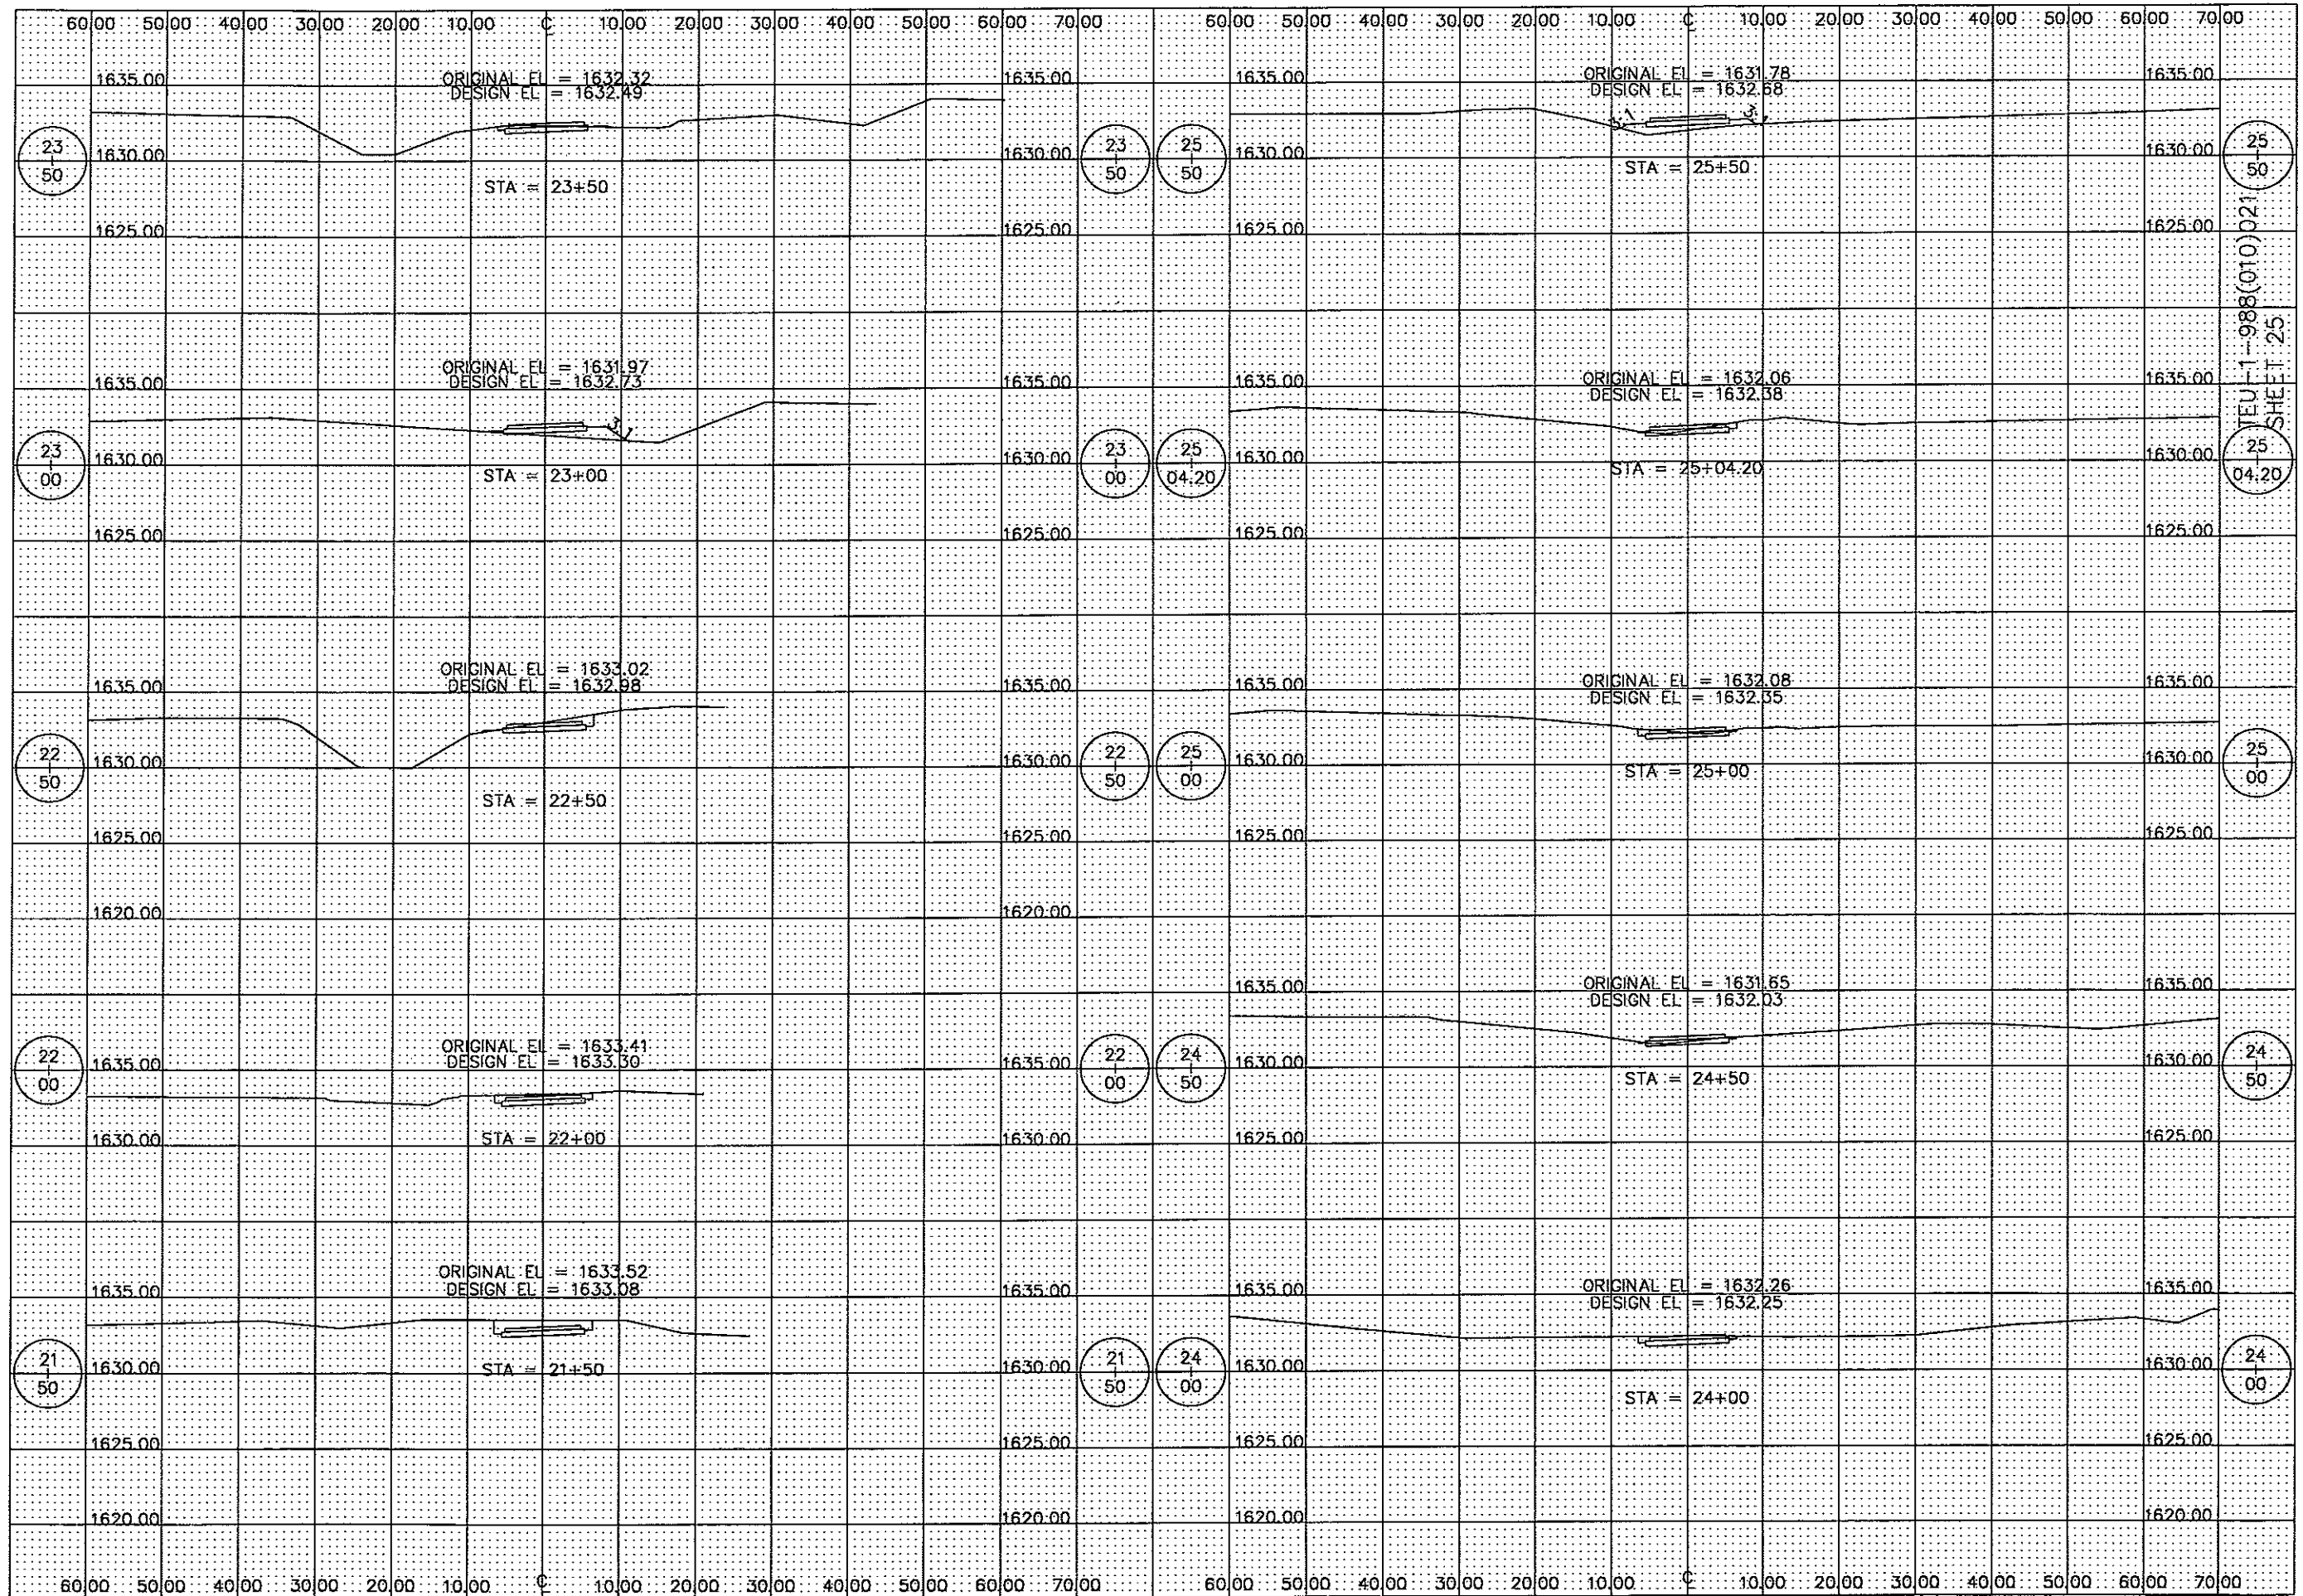 60.00 50.00 40.00 30.00 20.00 10.00 ℄ 10.00 20.00 30.00 40.00 50.00 60.00 70.00 60.00 50.00 40.00 30.00 20.00 10.00 ℄ 10.00 20.00 30.00 40.00 50.00 60.00 70.00
ORIGINAL EL = 1632.32
DESIGN EL = 1632.49
1635.00 1635.00
23 50 1630.00 1630.00 23 50
STA = 23+50
1625.00 1625.00
ORIGINAL EL = 1631.97
DESIGN EL = 1632.73
1635.00 1635.00
3:1
23 00 1630.00 1630.00 23 00
STA = 23+00
1625.00 1625.00
ORIGINAL EL = 1633.02
DESIGN EL = 1632.98
1635.00 1635.00
22 50 1630.00 1630.00 22 50
STA = 22+50
1625.00 1625.00
1620.00 1620.00
ORIGINAL EL = 1633.41
DESIGN EL = 1633.30
22 00 1635.00 1635.00 22 00
1630.00 1630.00
STA = 22+00
ORIGINAL EL = 1633.52
DESIGN EL = 1633.08
1635.00 1635.00
21 50 1630.00 1630.00 21 50
STA = 21+50
1625.00 1625.00
1620.00 1620.00
ORIGINAL EL = 1631.78
DESIGN EL = 1632.68
1635.00 1635.00
3:1 3:1
25 50 1630.00 1630.00 25 50
STA = 25+50
1625.00 1625.00
ORIGINAL EL = 1632.06
DESIGN EL = 1632.38
1635.00 1635.00
25 04.20 1630.00 1630.00 25 04.20
STA = 25+04.20
1625.00 1625.00
ORIGINAL EL = 1632.08
DESIGN EL = 1632.35
1635.00 1635.00
25 00 1630.00 1630.00 25 00
STA = 25+00
1625.00 1625.00
ORIGINAL EL = 1631.65
DESIGN EL = 1632.03
1635.00 1635.00
24 50 1630.00 1630.00 24 50
STA = 24+50
1625.00 1625.00
ORIGINAL EL = 1632.26
DESIGN EL = 1632.25
1635.00 1635.00
24 00 1630.00 1630.00 24 00
STA = 24+00
1625.00 1625.00
1620.00 1620.00
TEU-1-988(010)021
SHEET 25
60.00 50.00 40.00 30.00 20.00 10.00 ℄ 10.00 20.00 30.00 40.00 50.00 60.00 70.00 60.00 50.00 40.00 30.00 20.00 10.00 ℄ 10.00 20.00 30.00 40.00 50.00 60.00 70.00